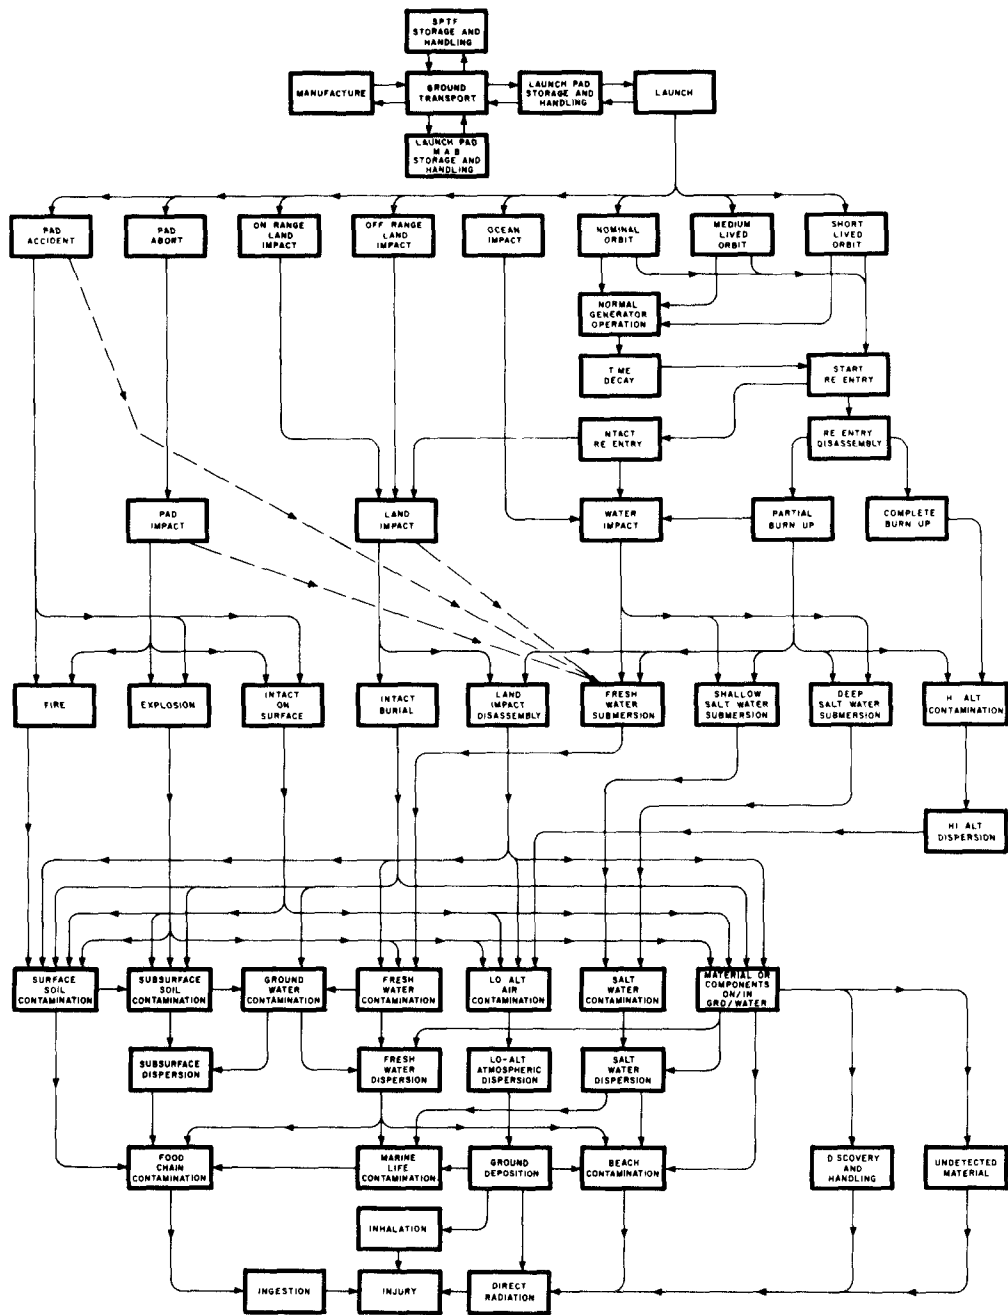 SPTF
STORAGE AND
HANDLING
MANUFACTURE
GROUND
TRANSPORT
LAUNCH PAD
STORAGE AND
HANDLING
LAUNCH
LAUNCH PAD
M A B
STORAGE AND
HANDLING
PAD
ACCIDENT
PAD
ABORT
ON RANGE
LAND
IMPACT
OFF RANGE
LAND
IMPACT
OCEAN
IMPACT
NOMINAL
ORBIT
MEDIUM
LIVED
ORBIT
SHORT
LIVED
ORBIT
NORMAL
GENERATOR
OPERATION
T ME
DECAY
START
RE ENTRY
NTACT
RE ENTRY
RE ENTRY
DISASSEMBLY
PAD
IMPACT
LAND
IMPACT
WATER
IMPACT
PARTIAL
BURN UP
COMPLETE
BURN UP
FIRE
EXPLOSION
INTACT
ON
SURFACE
INTACT
BURIAL
LAND
IMPACT
DISASSEMBLY
FRESH
WATER
SUBMERSION
SHALLOW
SALT WATER
SUBMERSION
DEEP
SALT WATER
SUBMERSION
H ALT
CONTAMINATION
HI ALT
DISPERSION
SURFACE
SOIL
CONTAMINATION
SUBSURFACE
SOIL
CONTAMINATION
GROUND
WATER
CONTAMINATION
FRESH
WATER
CONTAMINATION
LO ALT
AIR
CONTAMINATION
SALT
WATER
CONTAMINATION
MATERIAL OR
COMPONENTS
ON/IN
GRD/WATER
SUBSURFACE
DISPERSION
FRESH
WATER
DISPERSION
LO-ALT
ATMOSPHERIC
DISPERSION
SALT
WATER
DISPERSION
FOOD
CHAIN
CONTAMINATION
MARINE
LIFE
CONTAMINATION
GROUND
DEPOSITION
BEACH
CONTAMINATION
D SCOVERY
AND
HANDLING
UNDETECTED
MATERIAL
INHALATION
INGESTION
INJURY
DIRECT
RADIATION